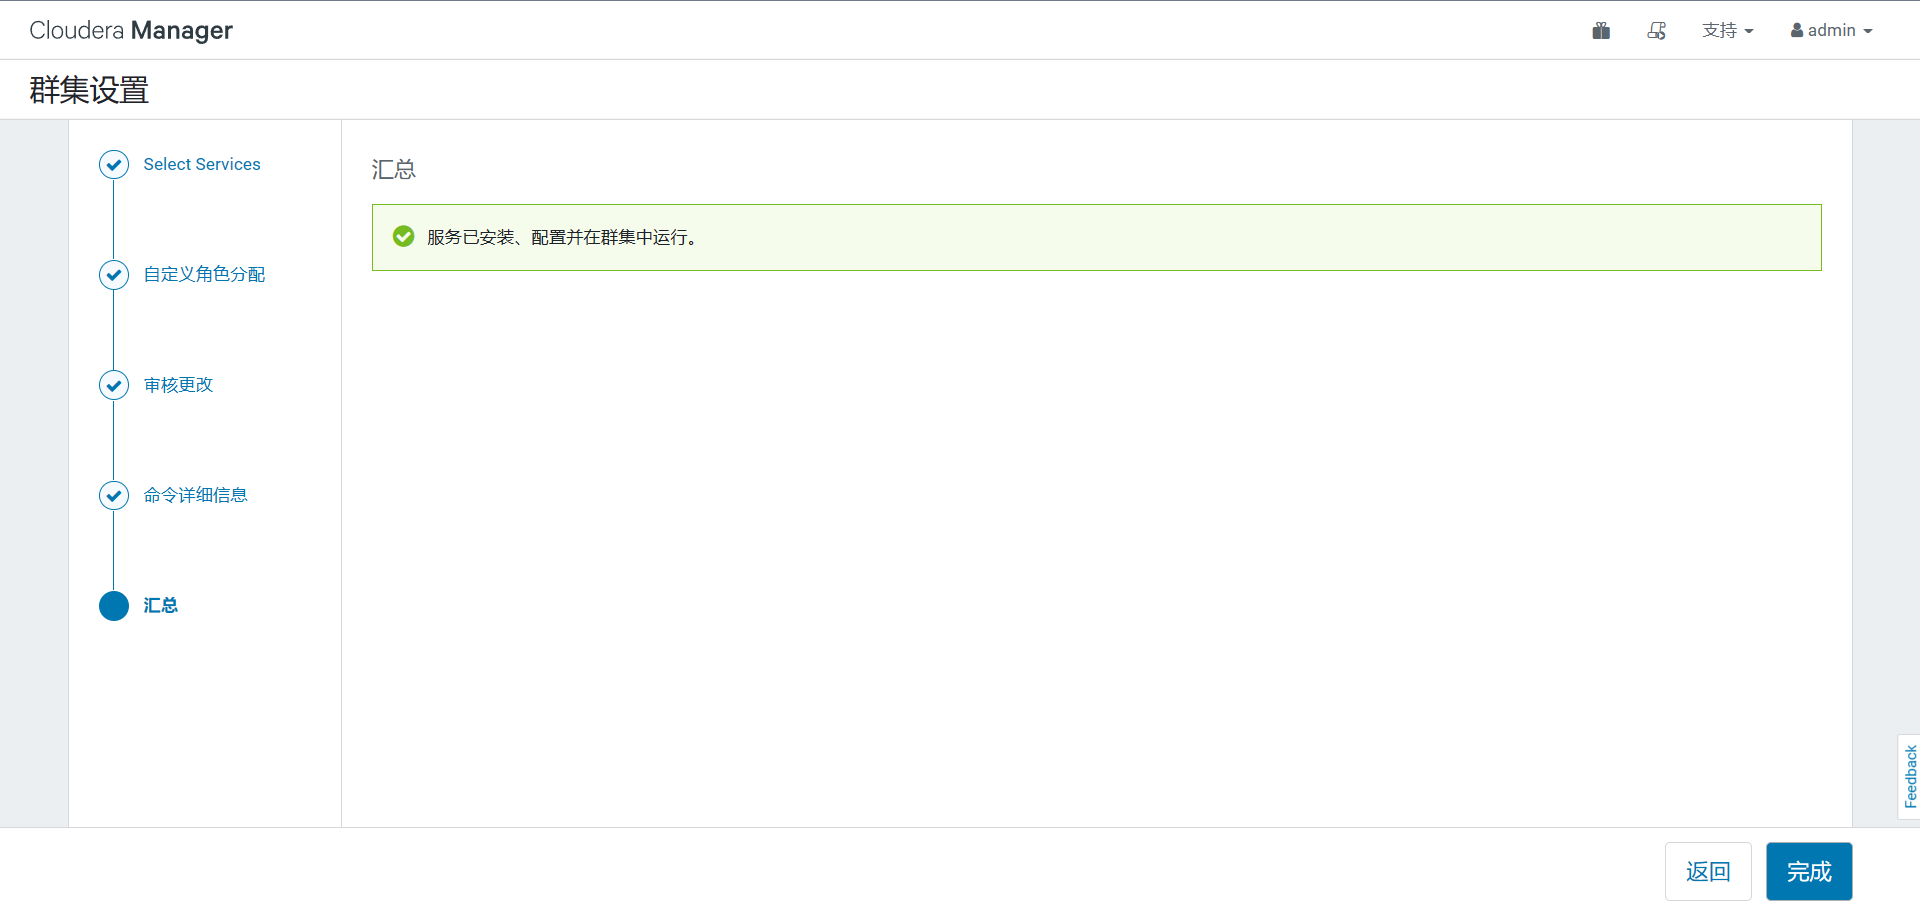 Cloudera Manager
支持
admin
群集设置
Select Services
自定义角色分配
审核更改
命令详细信息
汇总
汇总
服务已安装、配置并在群集中运行。
Feedback
返回
完成